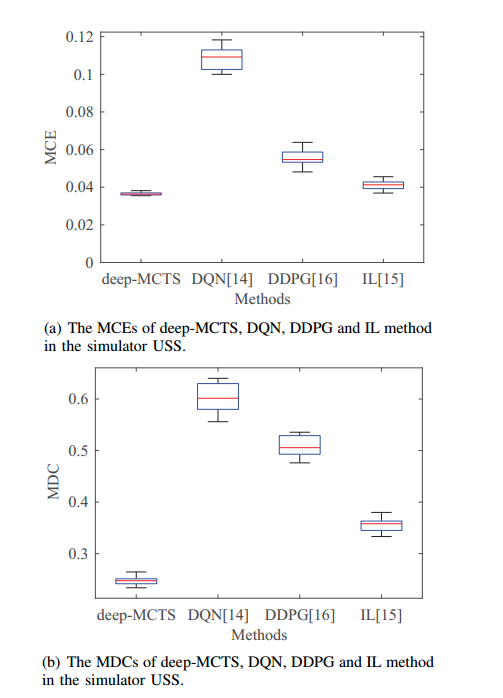 0.12
0.1
0.08
0.06
0.04
0.02
0
MCE
deep-MCTS DQN[14] DDPG[16] IL[15]
Methods
(a) The MCEs of deep-MCTS, DQN, DDPG and IL method
in the simulator USS.
0.6
0.5
0.4
0.3
MDC
deep-MCTS DQN[14] DDPG[16] IL[15]
Methods
(b) The MDCs of deep-MCTS, DQN, DDPG and IL method
in the simulator USS.